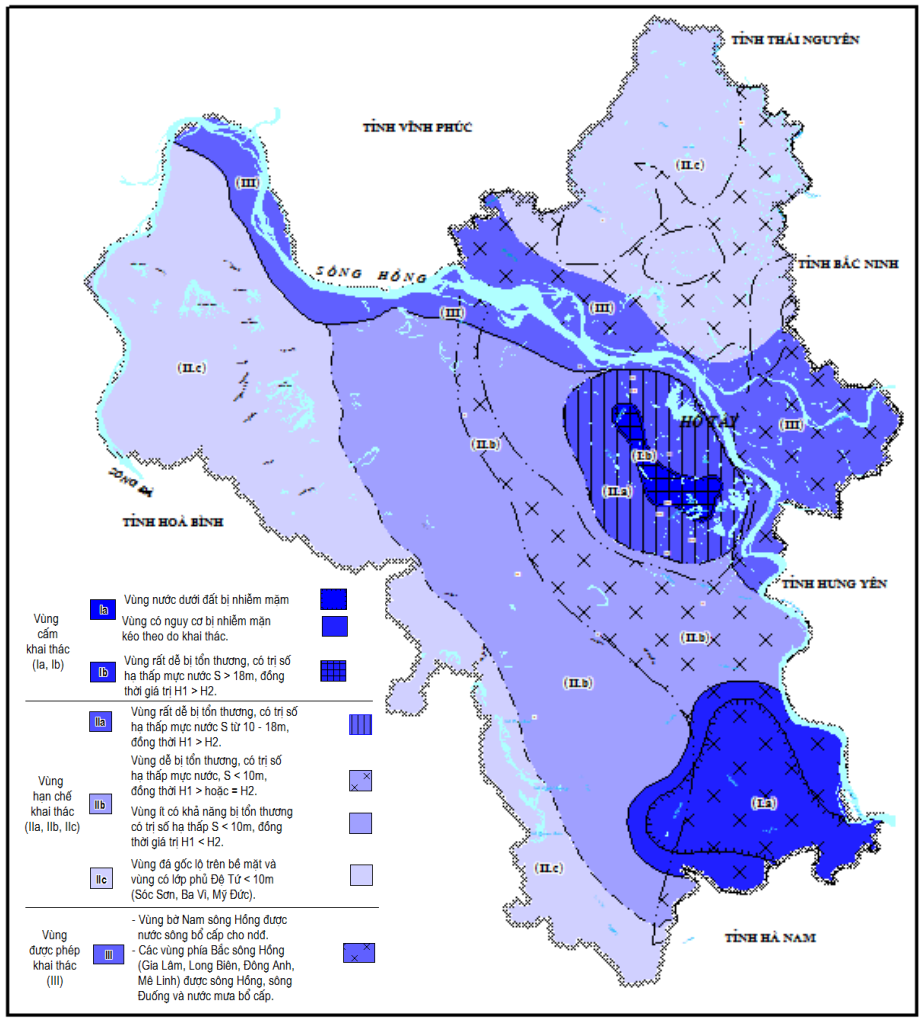 TỈNH THÁI NGUYÊN
TỈNH VĨNH PHÚC
(II.c)
(III)
TỈNH BẮC NINH
SÔNG HỒNG
(III)
(III)
(II.c)
HỒ TÂY
(III)
(II.b)
(I.b)
(II.a)
SÔNG ĐÀ
TỈNH HOÀ BÌNH
TỈNH HƯNG YÊN
(II.b)
(II.b)
(I.a)
(II.c)
TỈNH HÀ NAM
Vùng
cấm
khai thác
(Ia, Ib)
Ia
Vùng nước dưới đất bị nhiễm mặm
Vùng có nguy cơ bị nhiễm mặn
kéo theo do khai thác.
Ib
Vùng rất dễ bị tổn thương, có trị số
hạ thấp mực nước S > 18m, đồng
thời giá trị H1 > H2.
Vùng
hạn chế
khai thác
(IIa, IIb, IIc)
IIa
Vùng rất dễ bị tổn thương, có trị số
hạ thấp mực nước S từ 10 - 18m,
đồng thời H1 > H2.
IIb
Vùng dễ bị tổn thương, có trị số
hạ thấp mực nước, S < 10m,
đồng thời H1 > hoặc = H2.
Vùng ít có khả năng bị tổn thương
có trị số hạ thấp S < 10m, đồng
thời giá trị H1 < H2.
IIc
Vùng đá gốc lộ trên bề mặt và
vùng có lớp phủ Đệ Tứ < 10m
(Sóc Sơn, Ba Vì, Mỹ Đức).
Vùng
được phép
khai thác
(III)
III
- Vùng bờ Nam sông Hồng được
nước sông bổ cấp cho nđđ.
- Các vùng phía Bắc sông Hồng
(Gia Lâm, Long Biên, Đông Anh,
Mê Linh) được sông Hồng, sông
Đuống và nước mưa bổ cấp.